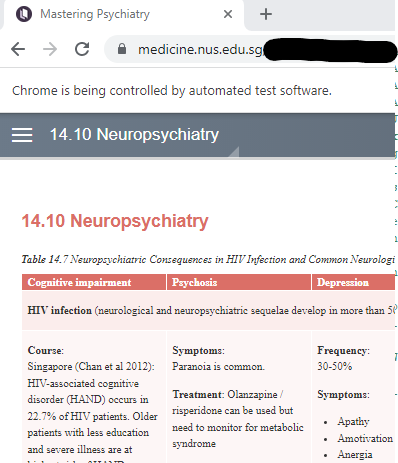 Mastering Psychiatry
medicine.nus.edu.sg
Chrome is being controlled by automated test software.
14.10 Neuropsychiatry
14.10 Neuropsychiatry
Table 14.7 Neuropsychiatric Consequences in HIV Infection and Common
Cognitive impairment Psychosis Depression
HIV infection (neurological and neuropsychiatric sequelae develop in more than
Course:
Singapore (Chan et al 2012):
HIV-associated cognitive
disorder (HAND) occurs in
22.7% of HIV patients. Older
patients with less education
and severe illness are at
Symptoms:
Paranoia is common.
Treatment: Olanzapine /
risperidone can be used but
need to monitor for metabolic
syndrome
Frequency:
30-50%
Symptoms:
• Apathy
• Amotivation
• Anergia